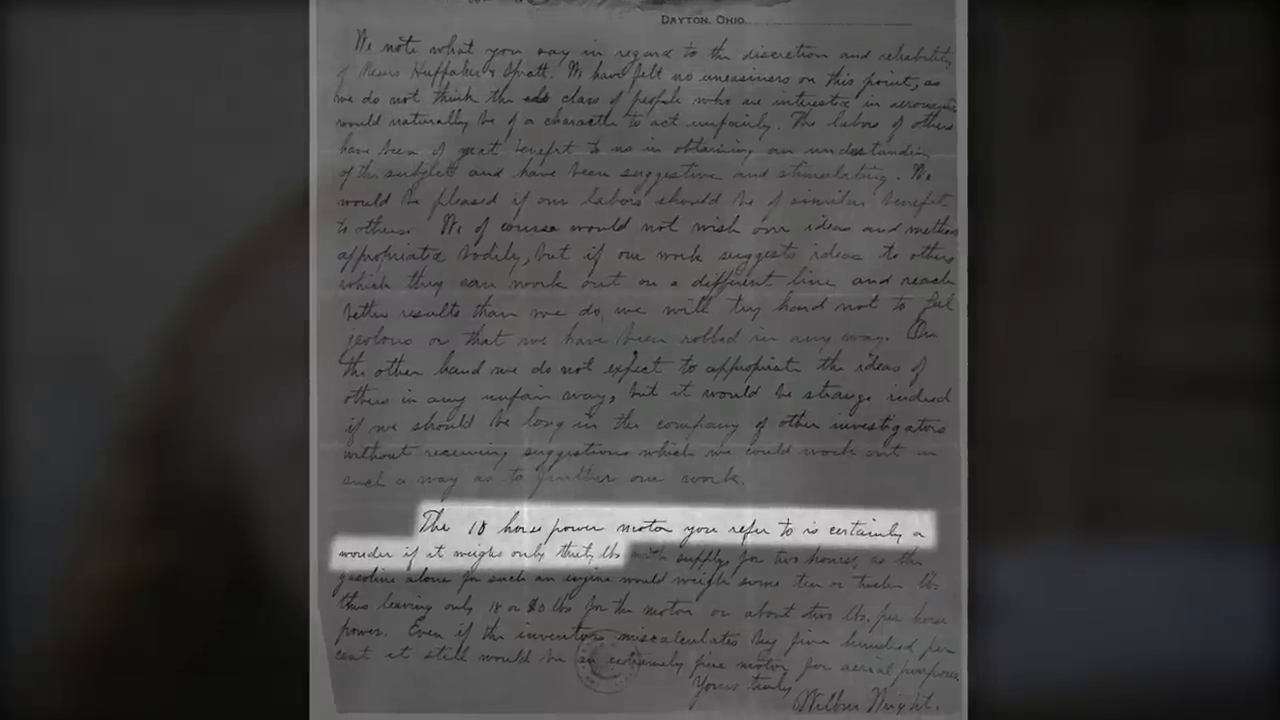 DAYTON, OHIO.
We note what you say in regard to the discretion and reliability
of Messrs Huffaker & Spratt. We have felt no uneasiness on this point, as
we do not think the class of people who are interested in aeronautics
would naturally be of a character to act unfairly. The labors of others
have been of great benefit to us in obtaining an understanding
of the subject and have been suggestive and stimulating. We
would be pleased if our labors should be of similar benefit
to others. We of course would not wish our ideas and methods
appropriated bodily, but if our work suggests ideas to others
which they can work out on a different line and reach
better results than we do, we will try hard not to feel
jealous or that we have been robbed in any way. On
the other hand we do not expect to appropriate the ideas of
others in any unfair way, but it would be strange indeed
if we should be long in the company of other investigators
without receiving suggestions which we could work out in
such a way as to further our work.
The 10 horse power motor you refer to is certainly a
wonder if it weighs only thirty lbs with supply for two hours, as the
gasoline alone for such an engine would weigh some ten or twelve lbs
thus leaving only 18 or 20 lbs for the motor or about two lbs. per horse
power. Even if the inventor miscalculates by five hundred per
cent it still would be an extremely fine motor for aerial purposes.
Yours truly
Wilbur Wright.